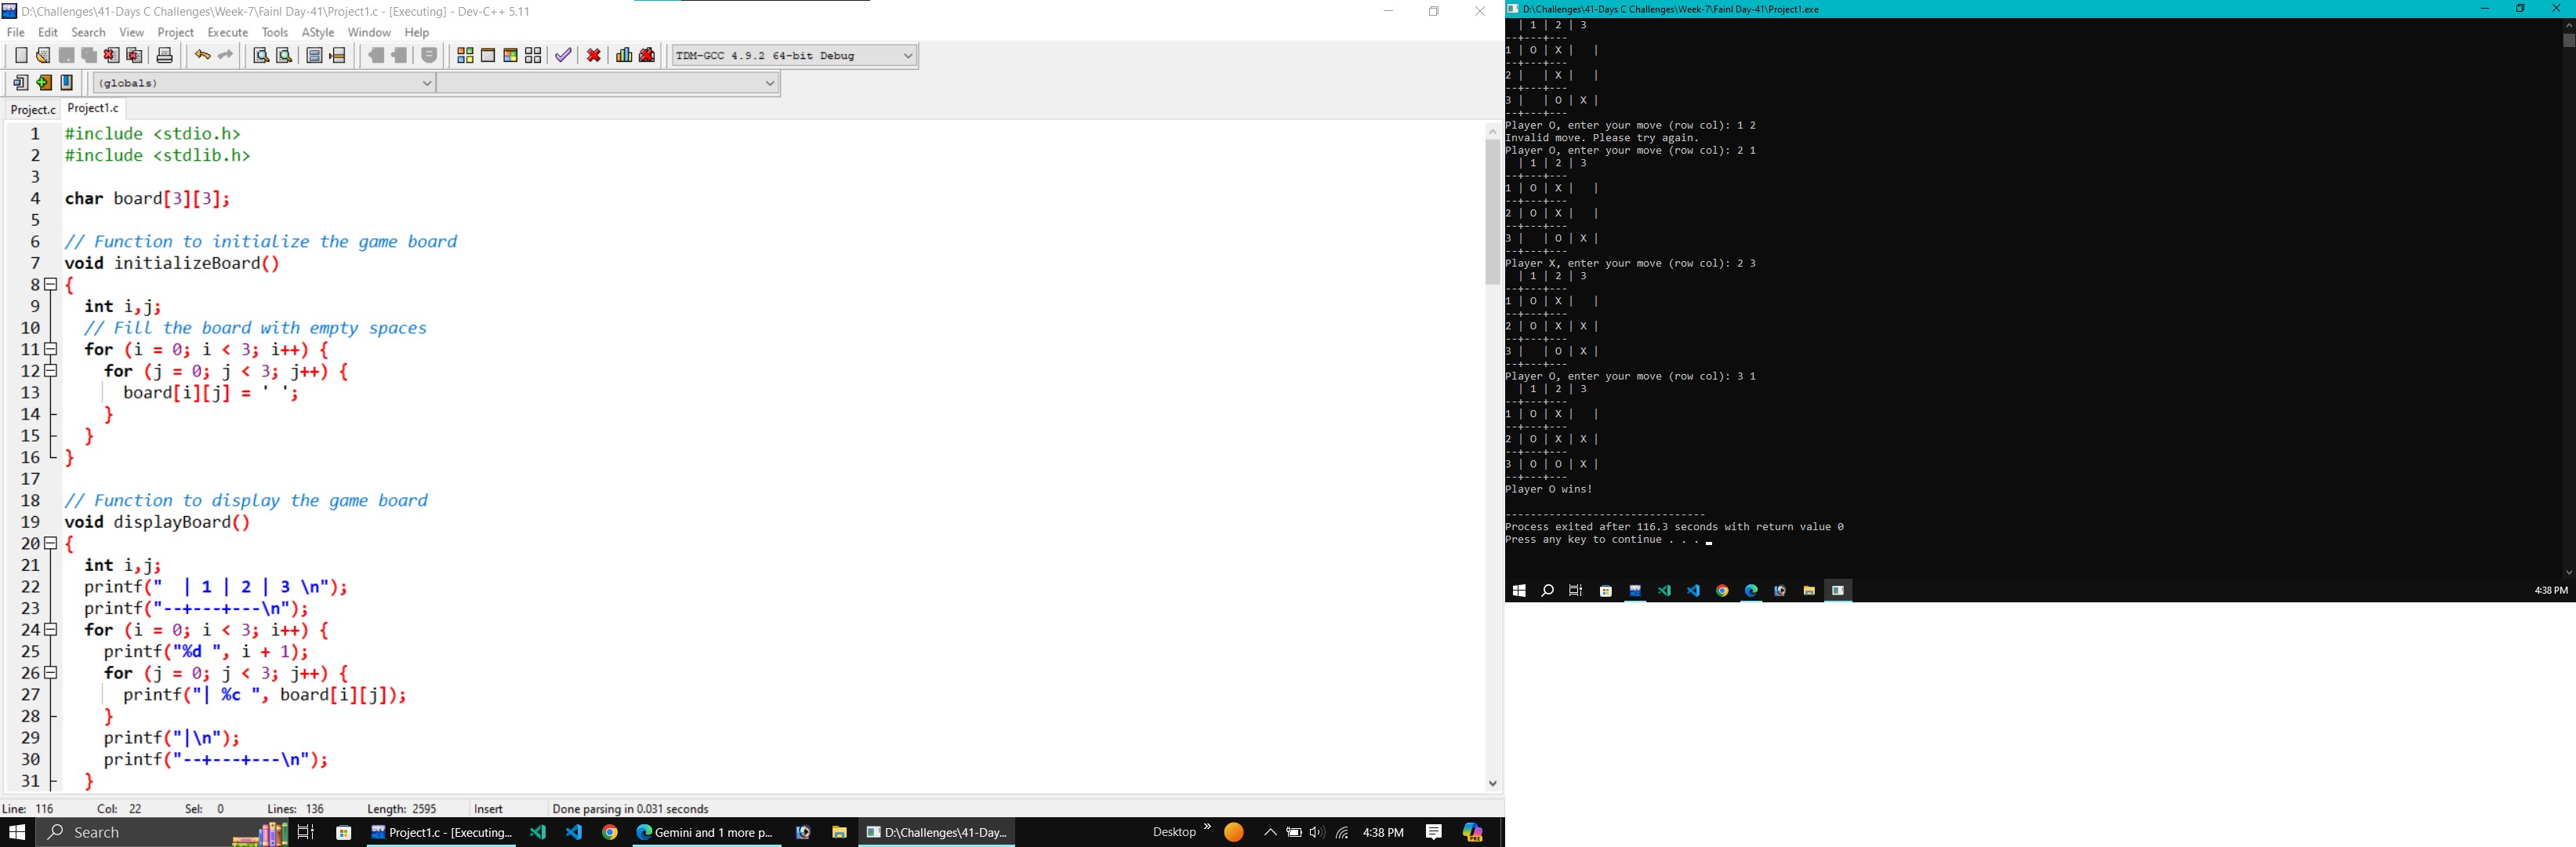 D:\Challenges\41-Days C Challenges\Week-7\Fainl Day-41\Project1.c - [Executing] - Dev-C++ 5.11
File Edit Search View Project Execute Tools AStyle Window Help
TDM-GCC 4.9.2 64-bit Debug
(globals)
Project.c Project1.c
1 #include <stdio.h>
2 #include <stdlib.h>
3
4 char board[3][3];
5
6 // Function to initialize the game board
7 void initializeBoard()
8 {
9 int i,j;
10 // Fill the board with empty spaces
11 for (i = 0; i < 3; i++) {
12 for (j = 0; j < 3; j++) {
13 board[i][j] = ' ';
14 }
15 }
16 }
17
18 // Function to display the game board
19 void displayBoard()
20 {
21 int i,j;
22 printf("  | 1 | 2 | 3 \n");
23 printf("--+---+---\n");
24 for (i = 0; i < 3; i++) {
25 printf("%d ", i + 1);
26 for (j = 0; j < 3; j++) {
27 printf("| %c ", board[i][j]);
28 }
29 printf("|\n");
30 printf("--+---+---\n");
31 }
Line: 116 Col: 22 Sel: 0 Lines: 136 Length: 2595 Insert Done parsing in 0.031 seconds
Search
DEV Project1.c - [Executing... Gemini and 1 more p... D:\Challenges\41-Day... Desktop » 4:38 PM
D:\Challenges\41-Days C Challenges\Week-7\Fainl Day-41\Project1.exe
  | 1 | 2 | 3
--+---+---
1 | O | X |   |
--+---+---
2 |   | X |   |
--+---+---
3 |   | O | X |
--+---+---
Player O, enter your move (row col): 1 2
Invalid move. Please try again.
Player O, enter your move (row col): 2 1
  | 1 | 2 | 3
--+---+---
1 | O | X |   |
--+---+---
2 | O | X |   |
--+---+---
3 |   | O | X |
--+---+---
Player X, enter your move (row col): 2 3
  | 1 | 2 | 3
--+---+---
1 | O | X |   |
--+---+---
2 | O | X | X |
--+---+---
3 |   | O | X |
--+---+---
Player O, enter your move (row col): 3 1
  | 1 | 2 | 3
--+---+---
1 | O | X |   |
--+---+---
2 | O | X | X |
--+---+---
3 | O | O | X |
--+---+---
Player O wins!
--------------------------------
Process exited after 116.3 seconds with return value 0
Press any key to continue . . .
4:38 PM